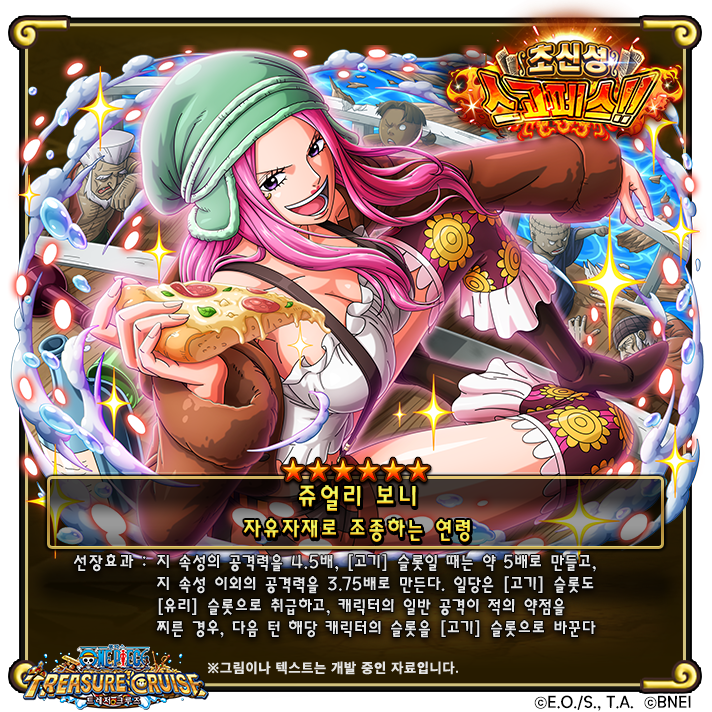 초신성
스고페스!!
★★★★★★
쥬얼리 보니
자유자재로 조종하는 연령
선장효과 : 지 속성의 공격력을 4.5배, [고기] 슬롯일 때는 약 5배로 만들고,
지 속성 이외의 공격력을 3.75배로 만든다. 일당은 [고기] 슬롯도
[유리] 슬롯으로 취급하고, 캐릭터의 일반 공격이 적의 약점을
찌른 경우, 다음 턴 해당 캐릭터의 슬롯을 [고기] 슬롯으로 바꾼다
ONE PIECE
TREASURE CRUISE
트레저 크루즈
※그림이나 텍스트는 개발 중인 자료입니다.
©E.O./S., T.A. ©BNEI